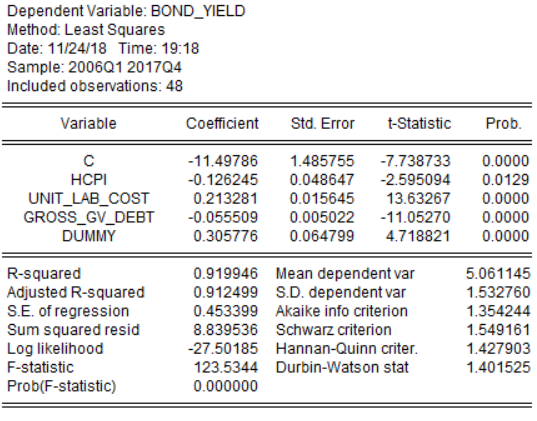 Dependent Variable: BOND_YIELD
Method: Least Squares
Date: 11/24/18 Time: 19:18
Sample: 2006Q1 2017Q4
Included observations: 48
Variable Coefficient Std. Error t-Statistic Prob.
C -11.49786 1.485755 -7.738733 0.0000
HCPI -0.126245 0.048647 -2.595094 0.0129
UNIT_LAB_COST 0.213281 0.015645 13.63267 0.0000
GROSS_GV_DEBT -0.055509 0.005022 -11.05270 0.0000
DUMMY 0.305776 0.064799 4.718821 0.0000
R-squared 0.919946 Mean dependent var 5.061145
Adjusted R-squared 0.912499 S.D. dependent var 1.532760
S.E. of regression 0.453399 Akaike info criterion 1.354244
Sum squared resid 8.839536 Schwarz criterion 1.549161
Log likelihood -27.50185 Hannan-Quinn criter. 1.427903
F-statistic 123.5344 Durbin-Watson stat 1.401525
Prob(F-statistic) 0.000000